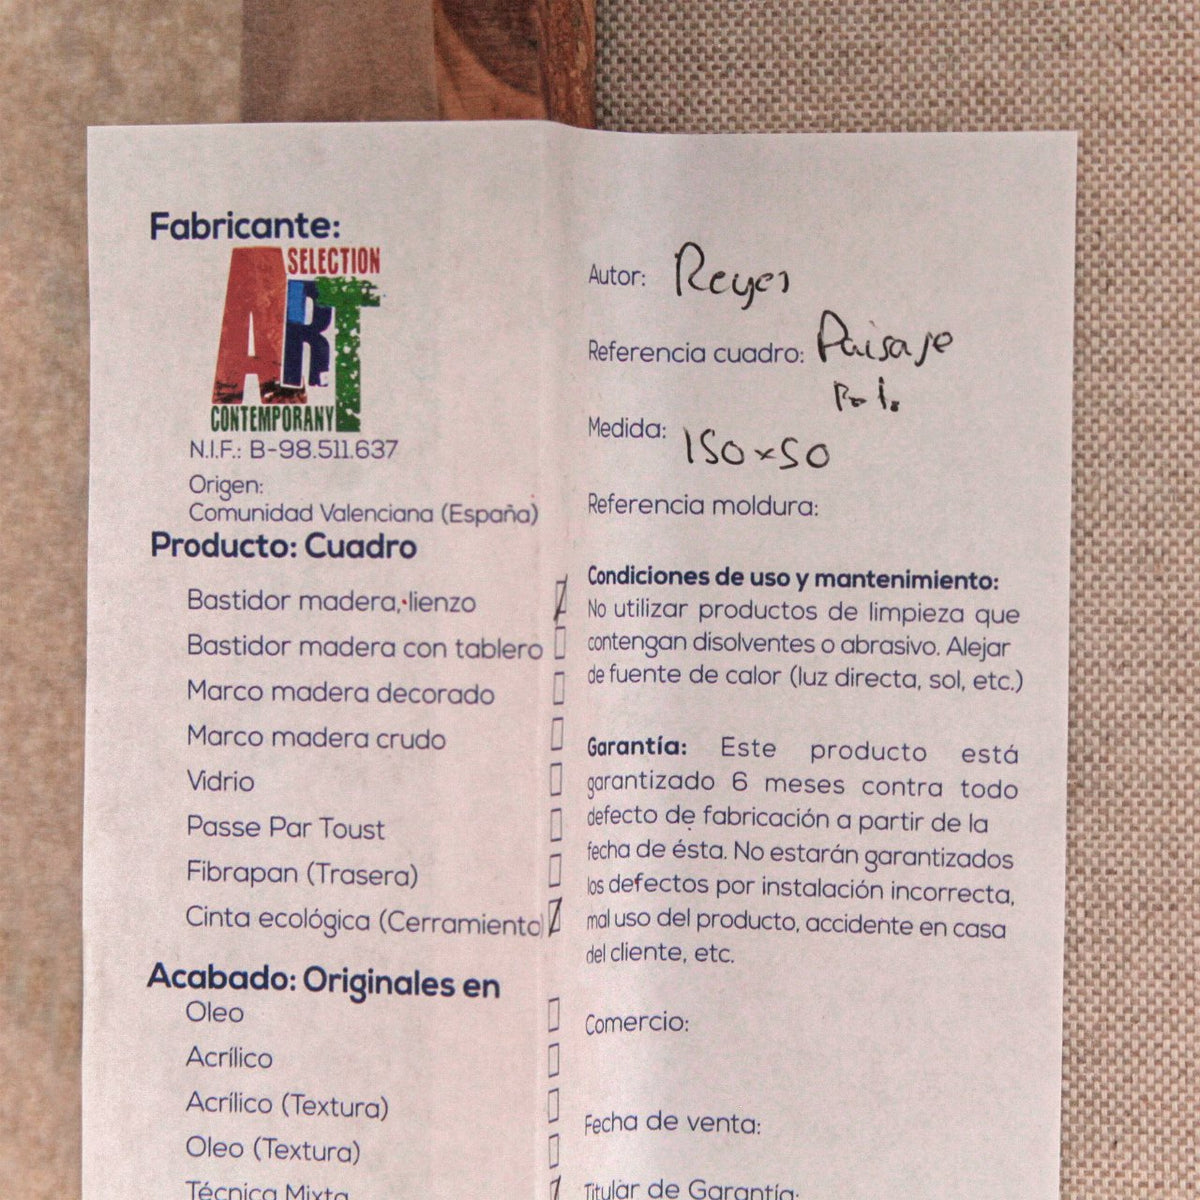 Fabricante:
SELECTION
ART
CONTEMPORANY
N.I.F.: B-98.511.637
Origen:
Comunidad Valenciana (España)
Producto: Cuadro
Bastidor madera, lienzo
Bastidor madera con tablero
Marco madera decorado
Marco madera crudo
Vidrio
Passe Par Toust
Fibrapan (Trasera)
Cinta ecológica (Cerramiento)
Acabado: Originales en
Oleo
Acrílico
Acrílico (Textura)
Oleo (Textura)
Técnica Mixta
Autor: Reyes
Referencia cuadro: Paisaje
Medida: 150x50
Referencia moldura:
Condiciones de uso y mantenimiento:
No utilizar productos de limpieza que
contengan disolventes o abrasivo. Alejar
de fuente de calor (luz directa, sol, etc.)
Garantía: Este producto está
garantizado 6 meses contra todo
defecto de fabricación a partir de la
fecha de ésta. No estarán garantizados
los defectos por instalación incorrecta,
mal uso del producto, accidente en casa
del cliente, etc.
Comercio:
Fecha de venta:
Titular de Garantía: